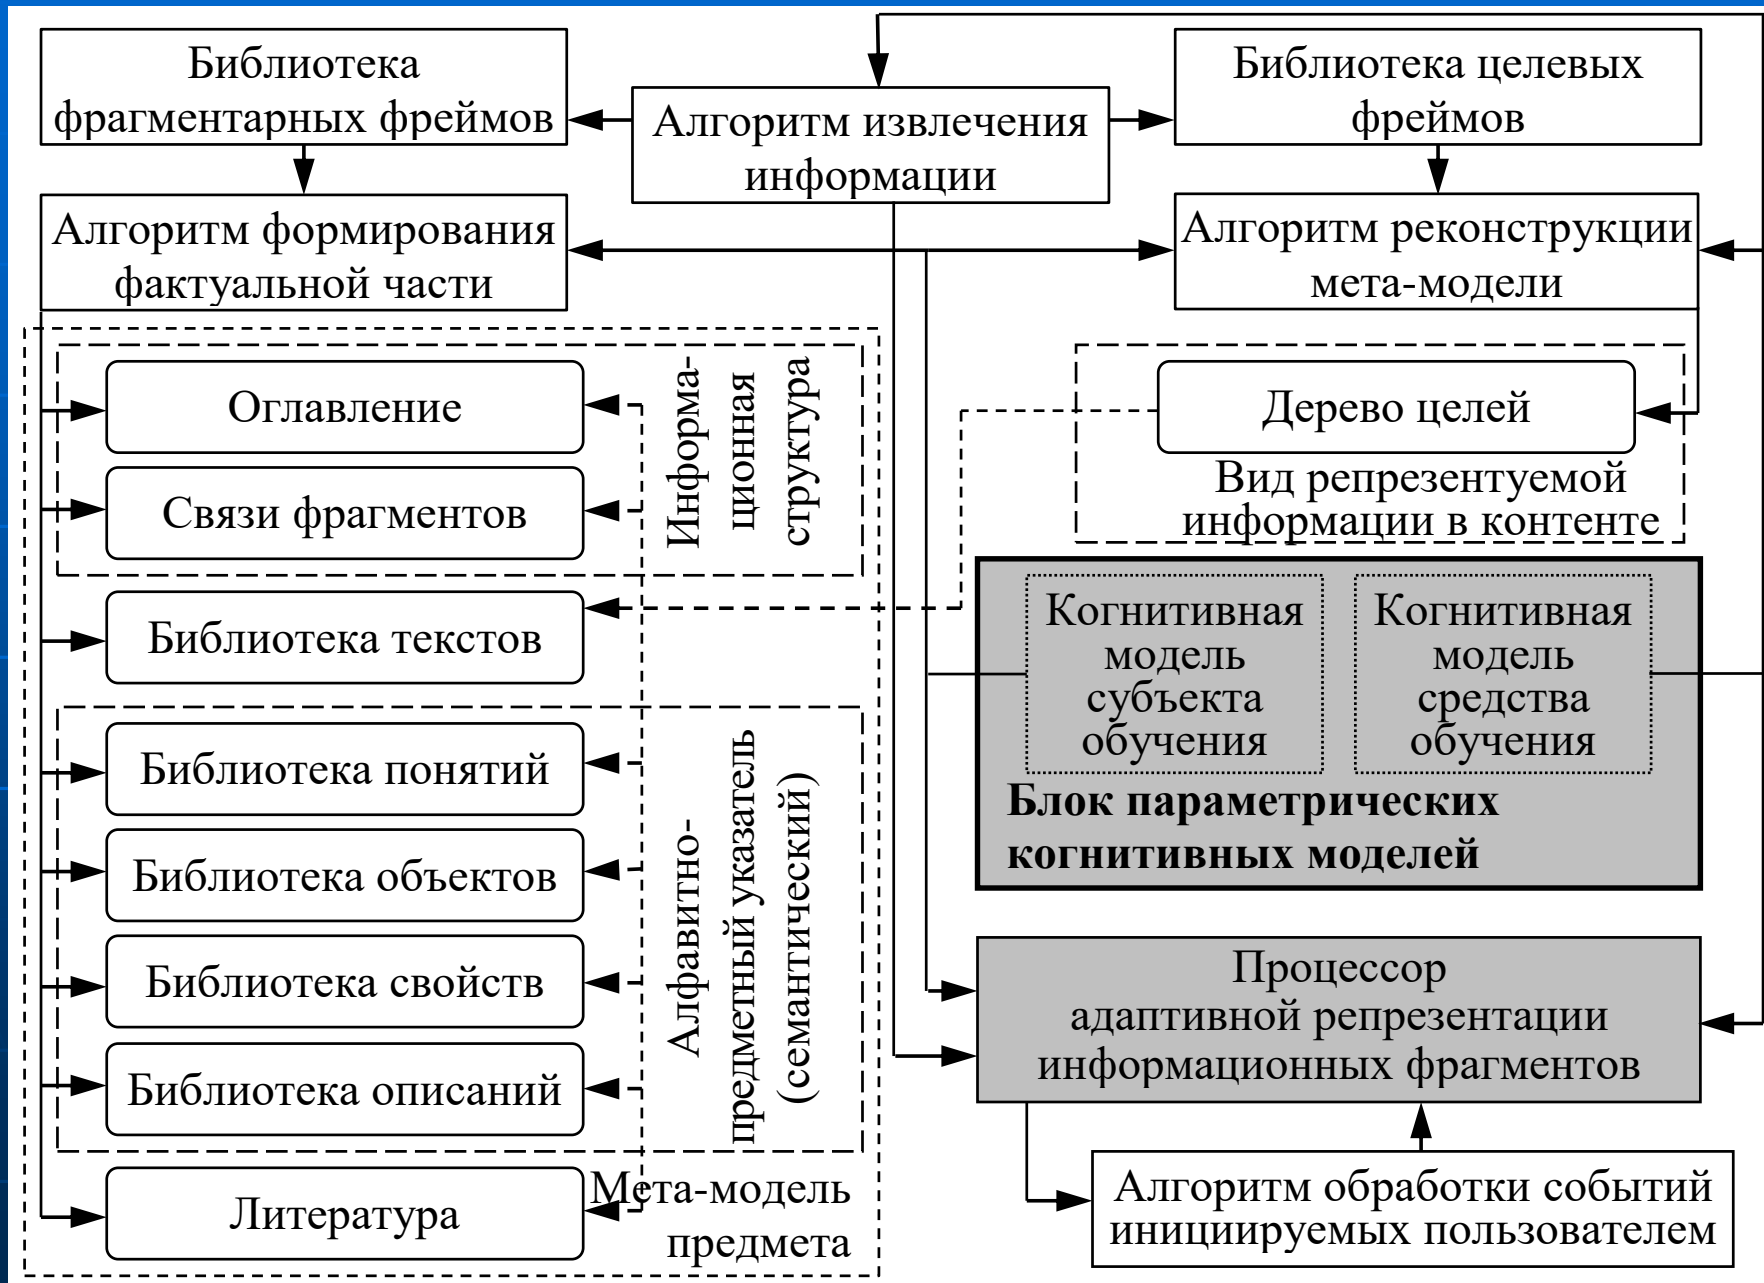 Библиотека
фрагментарных фреймов
Алгоритм извлечения
информации
Библиотека целевых
фреймов
Алгоритм формирования
фактуальной части
Алгоритм реконструкции
мета-модели
Оглавление
Связи фрагментов
Информа-
ционная
структура
Дерево целей
Вид репрезентуемой
информации в контенте
Библиотека текстов
Когнитивная
модель
субъекта
обучения
Когнитивная
модель
средства
обучения
Блок параметрических
когнитивных моделей
Библиотека понятий
Библиотека объектов
Библиотека свойств
Библиотека описаний
Алфавитно-
предметный указатель
(семантический)
Процессор
адаптивной репрезентации
информационных фрагментов
Литература
Мета-модель
предмета
Алгоритм обработки событий
инициируемых пользователем